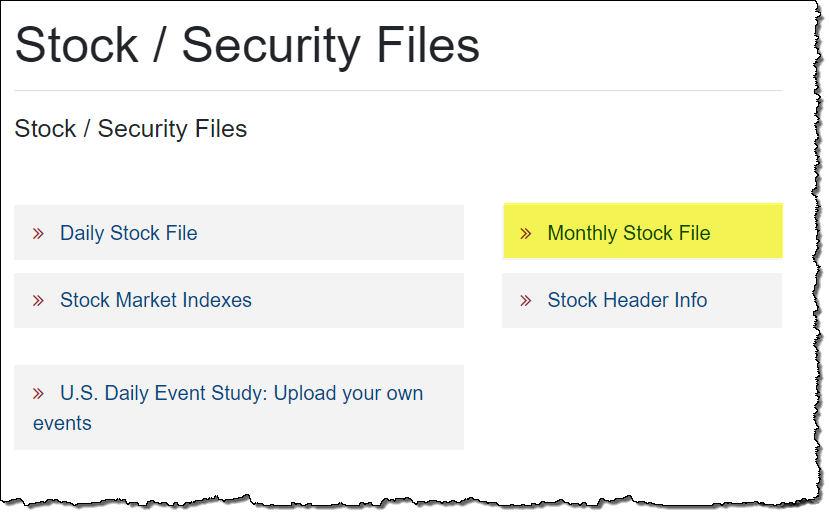 Stock / Security Files
Stock / Security Files
» Daily Stock File
» Monthly Stock File
» Stock Market Indexes
» Stock Header Info
» U.S. Daily Event Study: Upload your own
events